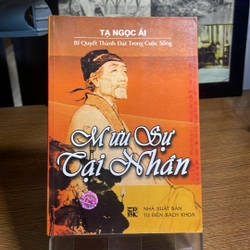 TẠ NGỌC ÁI
Bí Quyết Thành Đạt Trong Cuộc Sống
Mưu Sự
Tại Nhân
NHÀ XUẤT BẢN
TỪ ĐIỂN BÁCH KHOA